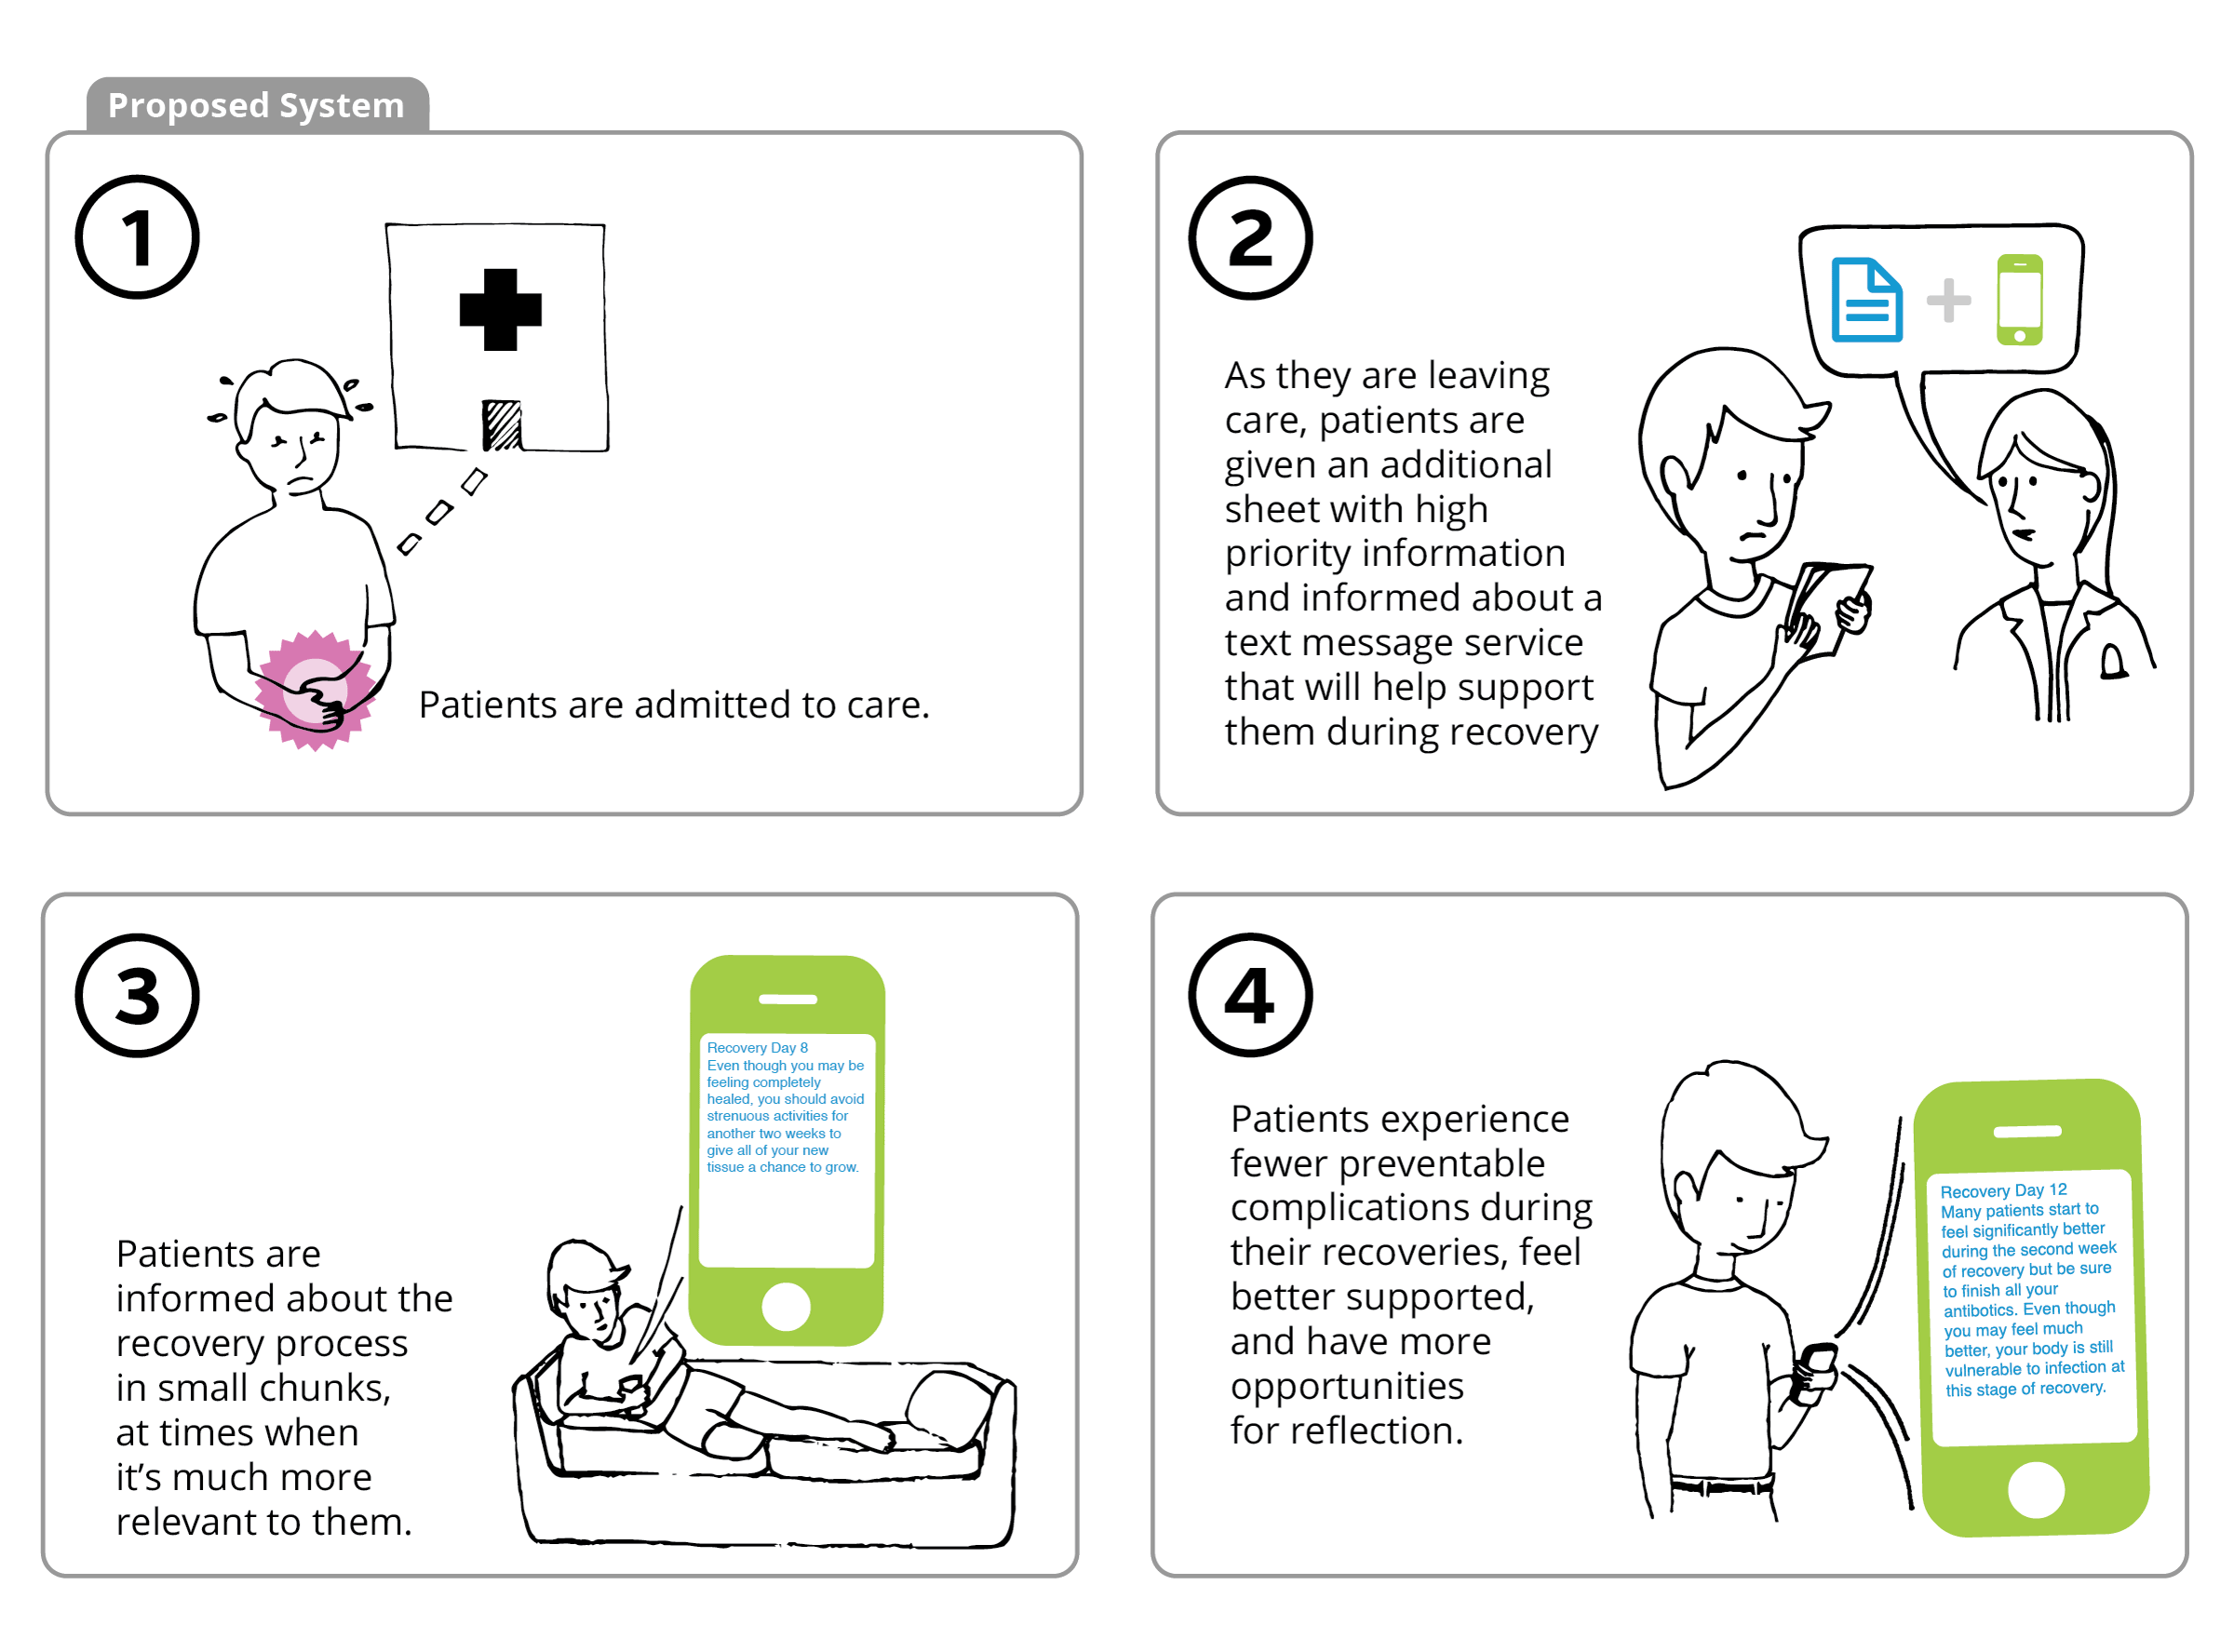 Proposed System
1
Patients are admitted to care.
2
As they are leaving
care, patients are
given an additional
sheet with high
priority information
and informed about a
text message service
that will help support
them during recovery
3
Patients are
informed about the
recovery process
in small chunks,
at times when
it's much more
relevant to them.
Recovery Day 8
Even though you may be
feeling completely
healed, you should avoid
strenuous activities for
another two weeks to
give all of your new
tissue a chance to grow.
4
Patients experience
fewer preventable
complications during
their recoveries, feel
better supported,
and have more
opportunities
for reflection.
Recovery Day 12
Many patients start to
feel significantly better
during the second week
of recovery but be sure
to finish all your
antibotics. Even though
you may feel much
better, your body is still
vulnerable to infection at
this stage of recovery.